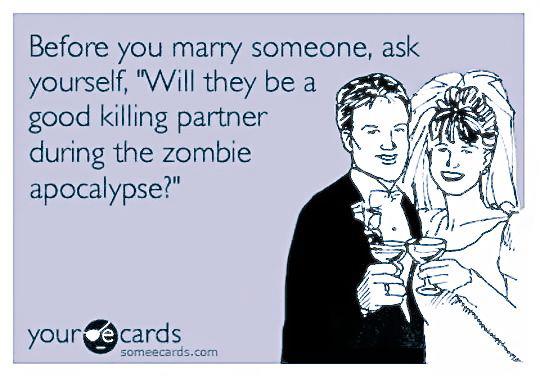 Before you marry someone, ask
yourself, "Will they be a
good killing partner
during the zombie
apocalypse?"
your e cards
someecards.com